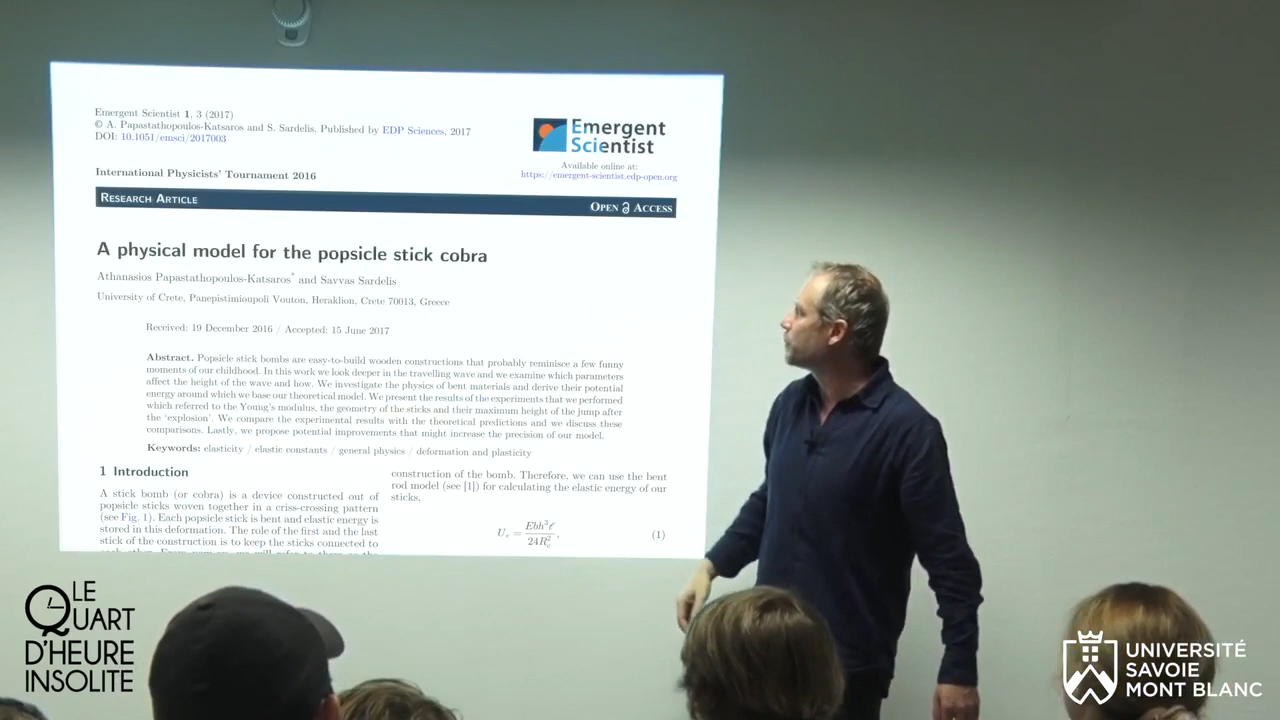 Emergent Scientist 1, 3 (2017)
© A. Papastathopoulos-Katsaros and S. Sardelis, Published by EDP Sciences, 2017
DOI: 10.1051/emsci/2017003
Emergent
Scientist
Available online at:
https://emergent-scientist.edp-open.org
International Physicists' Tournament 2016
RESEARCH ARTICLE
OPEN ACCESS
A physical model for the popsicle stick cobra
Athanasios Papastathopoulos-Katsaros* and Savvas Sardelis
University of Crete, Panepistimioupoli Vouton, Heraklion, Crete 70013, Greece
Received: 19 December 2016 / Accepted: 15 June 2017
Abstract. Popsicle stick bombs are easy-to-build wooden constructions that probably reminisce a few funny
moments of our childhood. In this work we look deeper in the travelling wave and we examine which parameters
affect the height of the wave and how. We investigate the physics of bent materials and derive their potential
energy around which we base our theoretical model. We present the results of the experiments that we performed
which referred to the Young's modulus, the geometry of the sticks and their maximum height of the jump after
the 'explosion'. We compare the experimental results with the theoretical predictions and we discuss these
comparisons. Lastly, we propose potential improvements that might increase the precision of our model.
Keywords: elasticity / elastic constants / general physics / deformation and plasticity
1 Introduction
A stick bomb (or cobra) is a device constructed out of
popsicle sticks woven together in a criss-crossing pattern
(see Fig. 1). Each popsicle stick is bent and elastic energy is
stored in this deformation. The role of the first and the last
stick of the construction is to keep the sticks connected to
construction of the bomb. Therefore, we can use the bent
rod model (see [1]) for calculating the elastic energy of our
sticks,
U_e = Ebh³ℓ / 24R_c², (1)
LE
QUART
D'HEURE
INSOLITE
UNIVERSITÉ
SAVOIE
MONT BLANC